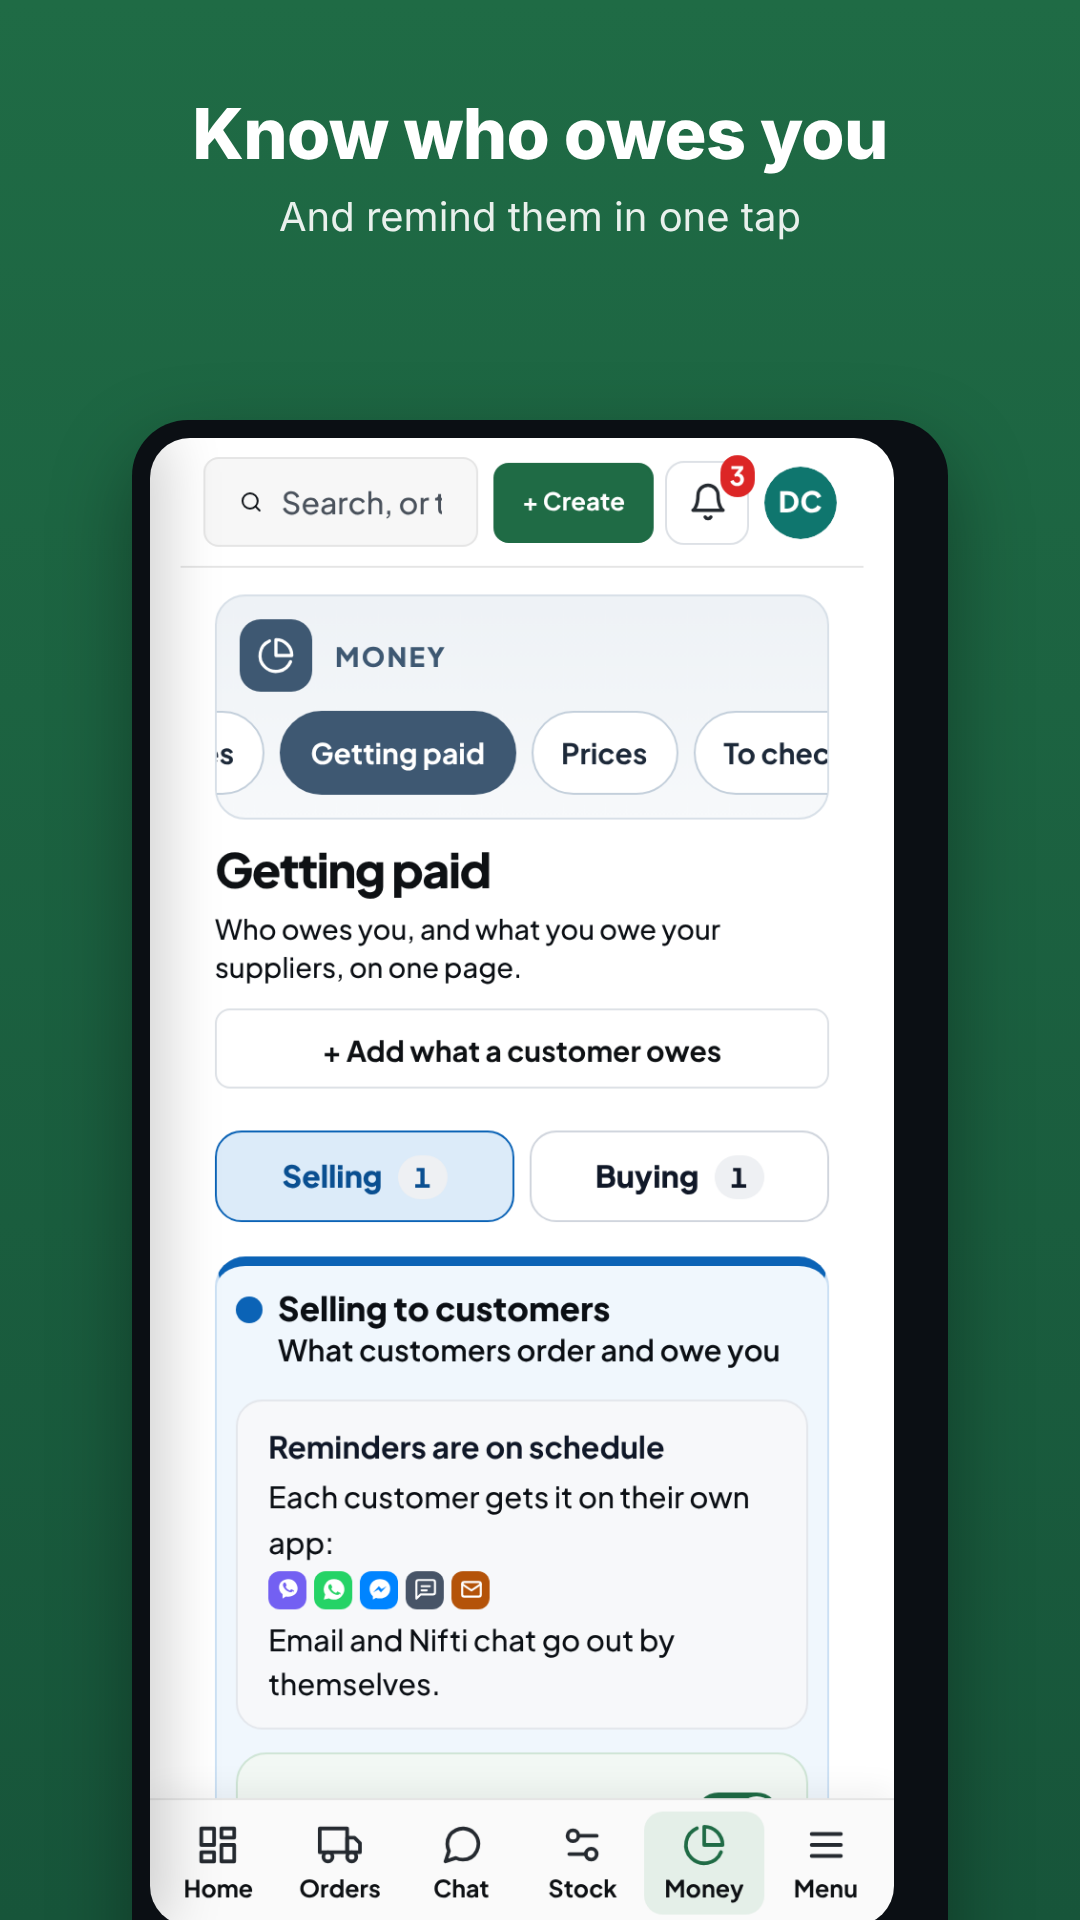 Know who owes you
And remind them in one tap
Search, or t
+ Create
3
DC
MONEY
s
Getting paid
Prices
To chec
Getting paid
Who owes you, and what you owe your
suppliers, on one page.
+ Add what a customer owes
Selling 1
Buying 1
Selling to customers
What customers order and owe you
Reminders are on schedule
Each customer gets it on their own
app:
Email and Nifti chat go out by
themselves.
Home
Orders
Chat
Stock
Money
Menu